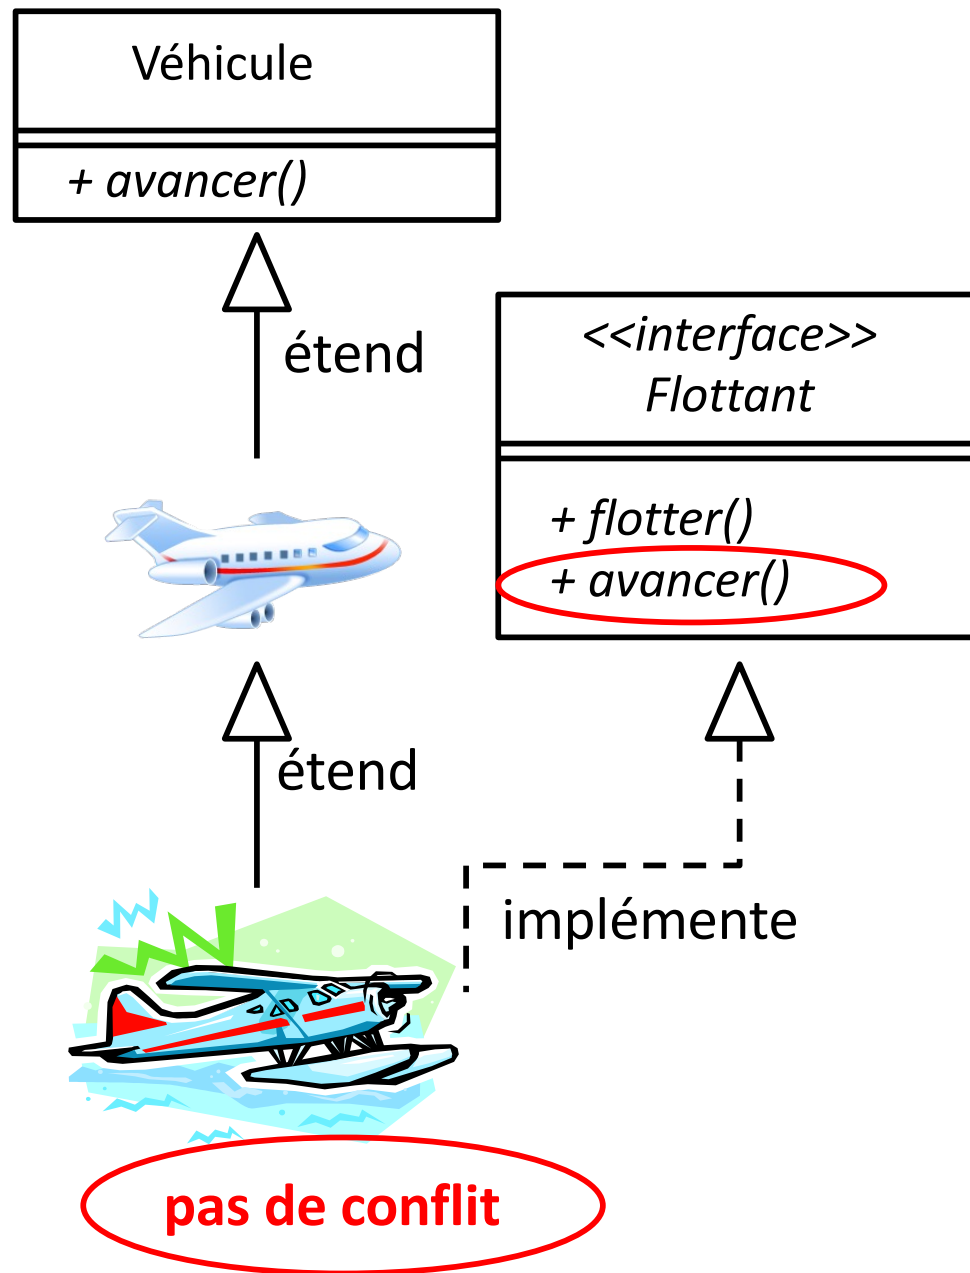 Véhicule
+ avancer()
étend
<<interface>>
Flottant
+ flotter()
+ avancer()
étend
implémente
pas de conflit